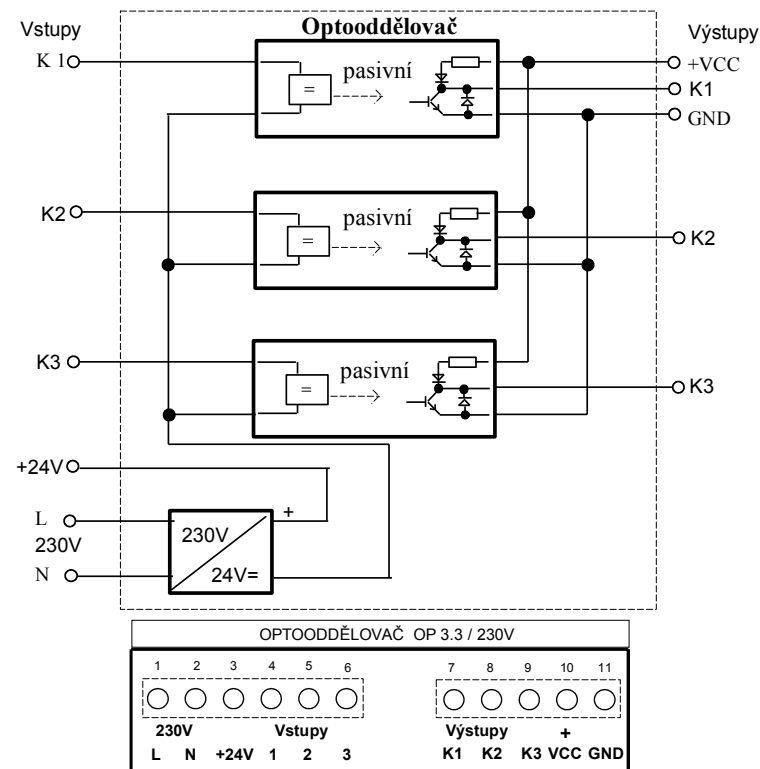 Vstupy
Optooddělovač
Výstupy
K 1
pasivní
=
+VCC
K1
GND
K2
pasivní
=
K2
K3
pasivní
=
K3
+24V
L
230V
N
+
230V
24V=
OPTOODDĚLOVAČ OP 3.3 / 230V
1 2 3 4 5 6 7 8 9 10 11
230V Vstupy Výstupy +
L N +24V 1 2 3 K1 K2 K3 VCC GND